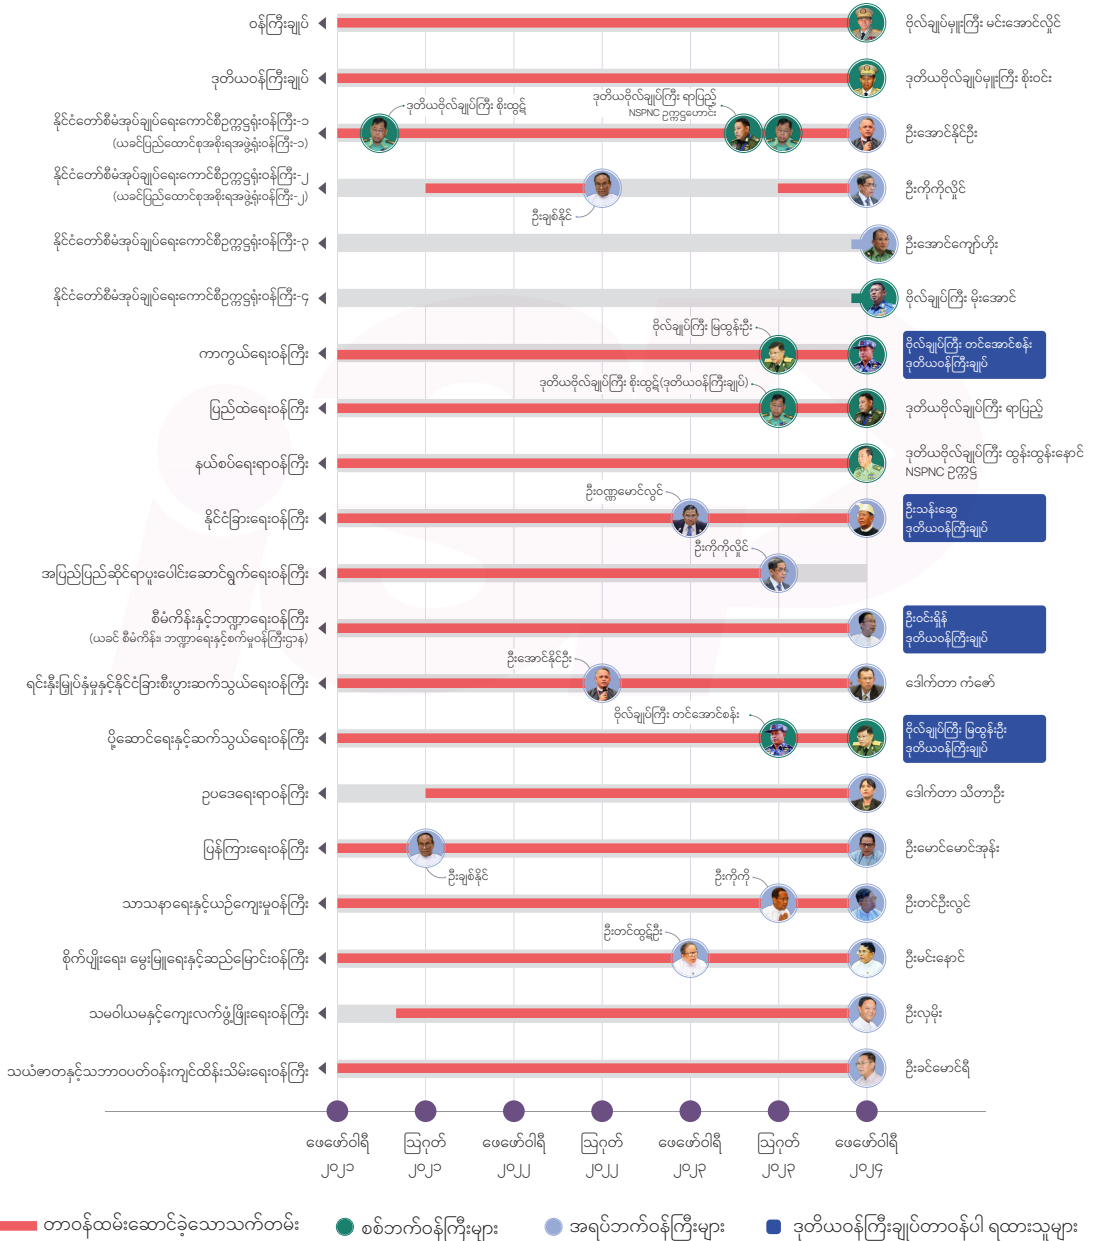 ဝန်ကြီးချုပ်
ဗိုလ်ချုပ်မှူးကြီး မင်းအောင်လှိုင်
ဒုတိယဝန်ကြီးချုပ်
ဒုတိယဗိုလ်ချုပ်မှူးကြီး စိုးဝင်း
ဒုတိယဗိုလ်ချုပ်ကြီး စိုးထွဋ်
ဒုတိယဗိုလ်ချုပ်ကြီး ရာပြည့်
NSPNC ဥက္ကဋ္ဌဟောင်း
နိုင်ငံတော်စီမံအုပ်ချုပ်ရေးကောင်စီဥက္ကဋ္ဌရုံးဝန်ကြီး-၁
(ယခင်ပြည်ထောင်စုအစိုးရအဖွဲ့ရုံးဝန်ကြီး-၁)
ဦးအောင်နိုင်ဦး
နိုင်ငံတော်စီမံအုပ်ချုပ်ရေးကောင်စီဥက္ကဋ္ဌရုံးဝန်ကြီး-၂
(ယခင်ပြည်ထောင်စုအစိုးရအဖွဲ့ရုံးဝန်ကြီး-၂)
ဦးကိုကိုလှိုင်
ဦးချစ်နိုင်
နိုင်ငံတော်စီမံအုပ်ချုပ်ရေးကောင်စီဥက္ကဋ္ဌရုံးဝန်ကြီး-၃
ဦးအောင်ကျော်ဟိုး
နိုင်ငံတော်စီမံအုပ်ချုပ်ရေးကောင်စီဥက္ကဋ္ဌရုံးဝန်ကြီး-၄
ဗိုလ်ချုပ်ကြီး မိုးအောင်
ဗိုလ်ချုပ်ကြီး မြထွန်းဦး
ကာကွယ်ရေးဝန်ကြီး
ဗိုလ်ချုပ်ကြီး တင်အောင်စန်း
ဒုတိယဝန်ကြီးချုပ်
ဒုတိယဗိုလ်ချုပ်ကြီး စိုးထွဋ်(ဒုတိယဝန်ကြီးချုပ်)
ပြည်ထဲရေးဝန်ကြီး
ဒုတိယဗိုလ်ချုပ်ကြီး ရာပြည့်
နယ်စပ်ရေးရာဝန်ကြီး
ဒုတိယဗိုလ်ချုပ်ကြီး ထွန်းထွန်းနောင်
NSPNC ဥက္ကဋ္ဌ
ဦးဝဏ္ဏမောင်လွင်
နိုင်ငံခြားရေးဝန်ကြီး
ဦးသန်းဆွေ
ဒုတိယဝန်ကြီးချုပ်
ဦးကိုကိုလှိုင်
အပြည်ပြည်ဆိုင်ရာပူးပေါင်းဆောင်ရွက်ရေးဝန်ကြီး
စီမံကိန်းနှင့်ဘဏ္ဍာရေးဝန်ကြီး
(ယခင် စီမံကိန်း၊ ဘဏ္ဍာရေးနှင့်စက်မှုဝန်ကြီးဌာန)
ဦးဝင်းရှိန်
ဒုတိယဝန်ကြီးချုပ်
ဦးအောင်နိုင်ဦး
ရင်းနှီးမြှုပ်နှံမှုနှင့်နိုင်ငံခြားစီးပွားဆက်သွယ်ရေးဝန်ကြီး
ဒေါက်တာ ကံဇော်
ဗိုလ်ချုပ်ကြီး တင်အောင်စန်း
ပို့ဆောင်ရေးနှင့်ဆက်သွယ်ရေးဝန်ကြီး
ဗိုလ်ချုပ်ကြီး မြထွန်းဦး
ဒုတိယဝန်ကြီးချုပ်
ဥပဒေရေးရာဝန်ကြီး
ဒေါက်တာ သီတာဦး
ပြန်ကြားရေးဝန်ကြီး
ဦးမောင်မောင်အုန်း
ဦးချစ်နိုင်
ဦးကိုကို
သာသနာရေးနှင့်ယဉ်ကျေးမှုဝန်ကြီး
ဦးတင်ဦးလွင်
ဦးတင်ထွဋ်ဦး
စိုက်ပျိုးရေး၊ မွေးမြူရေးနှင့်ဆည်မြောင်းဝန်ကြီး
ဦးမင်းနောင်
သမဝါယမနှင့်ကျေးလက်ဖွံ့ဖြိုးရေးဝန်ကြီး
ဦးလှမိုး
သယံဇာတနှင့်သဘာဝပတ်ဝန်းကျင်ထိန်းသိမ်းရေးဝန်ကြီး
ဦးခင်မောင်ရီ
ဖေဖော်ဝါရီ ဩဂုတ် ဖေဖော်ဝါရီ ဩဂုတ် ဖေဖော်ဝါရီ ဩဂုတ် ဖေဖော်ဝါရီ
၂၀၂၁ ၂၀၂၁ ၂၀၂၂ ၂၀၂၂ ၂၀၂၃ ၂၀၂၃ ၂၀၂၄
တာဝန်ထမ်းဆောင်ခဲ့သောသက်တမ်း စစ်ဘက်ဝန်ကြီးများ အရပ်ဘက်ဝန်ကြီးများ ဒုတိယဝန်ကြီးချုပ်တာဝန်ပါ ရထားသူများ